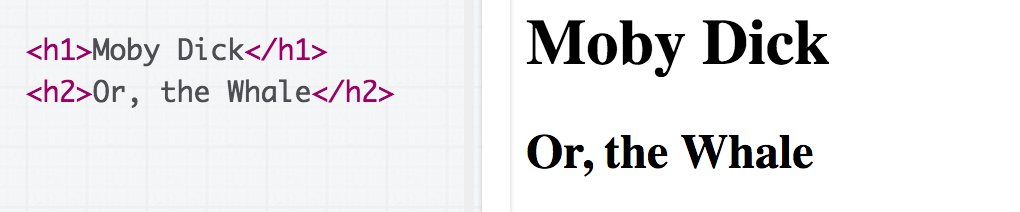 <h1>Moby Dick</h1>
<h2>Or, the Whale</h2>
Moby Dick
Or, the Whale